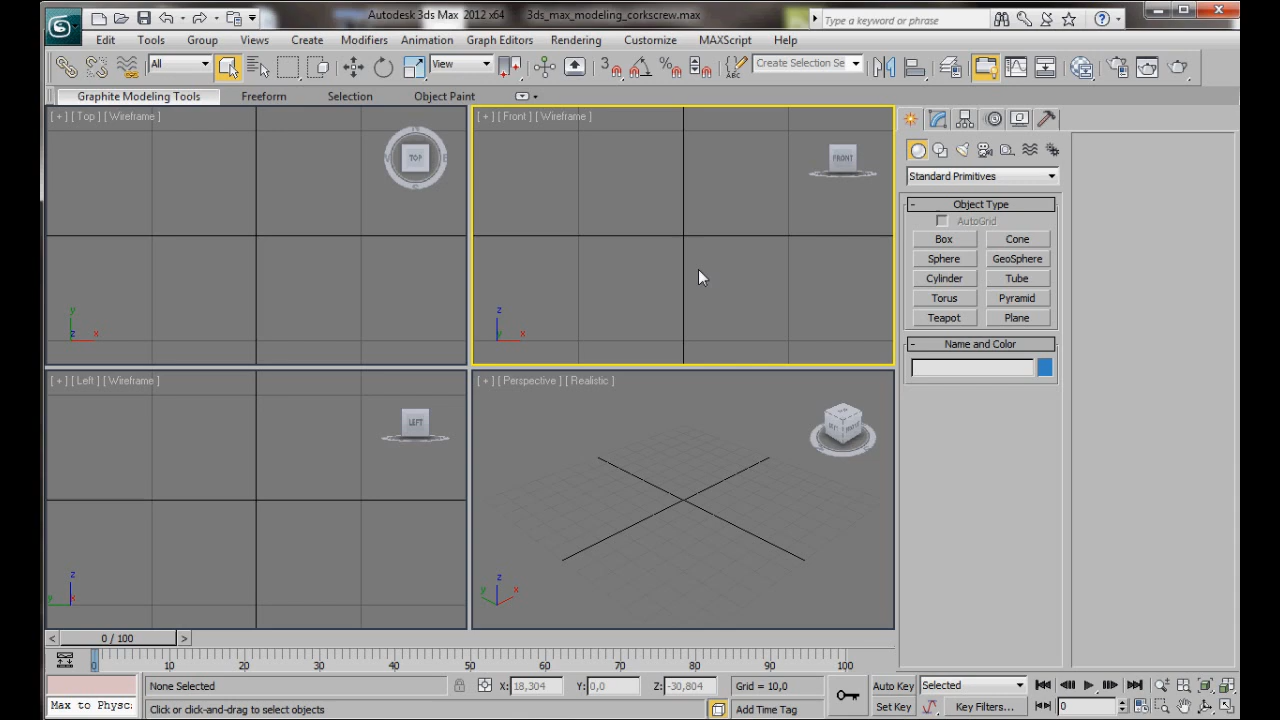 Autodesk 3ds Max 2012 x64 3ds_max_modeling_corkscrew.max Type a keyword or phrase
Edit Tools Group Views Create Modifiers Animation Graph Editors Rendering Customize MAXScript Help
All View 3 % ABC Create Selection Se
Graphite Modeling Tools Freeform Selection Object Paint
[ + ] [ Top ] [ Wireframe ]
TOP
y
z x
[ + ] [ Front ] [ Wireframe ]
FRONT
z
y x
Standard Primitives
- Object Type
AutoGrid
Box Cone
Sphere GeoSphere
Cylinder Tube
Torus Pyramid
Teapot Plane
- Name and Color
[ + ] [ Left ] [ Wireframe ]
LEFT
z
y x
[ + ] [ Perspective ] [ Realistic ]
z
y x
< 0 / 100 >
0 10 20 30 40 50 60 70 80 90 100
None Selected X: 18,304 Y: 0,0 Z: -30,804 Grid = 10,0 Auto Key Selected
Max to Physc: Click or click-and-drag to select objects Add Time Tag Set Key Key Filters... 0